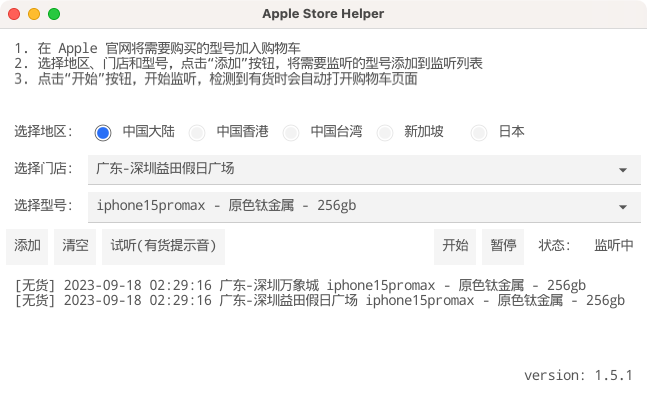 Apple Store Helper
1. 在 Apple 官网将需要购买的型号加入购物车
2. 选择地区、门店和型号，点击“添加”按钮，将需要监听的型号添加到监听列表
3. 点击“开始”按钮，开始监听，检测到有货时会自动打开购物车页面
选择地区: 中国大陆 中国香港 中国台湾 新加坡 日本
选择门店: 广东-深圳益田假日广场
选择型号: iphone15promax - 原色钛金属 - 256gb
添加 清空 试听(有货提示音) 开始 暂停 状态: 监听中
[无货] 2023-09-18 02:29:16 广东-深圳万象城 iphone15promax - 原色钛金属 - 256gb
[无货] 2023-09-18 02:29:16 广东-深圳益田假日广场 iphone15promax - 原色钛金属 - 256gb
version: 1.5.1